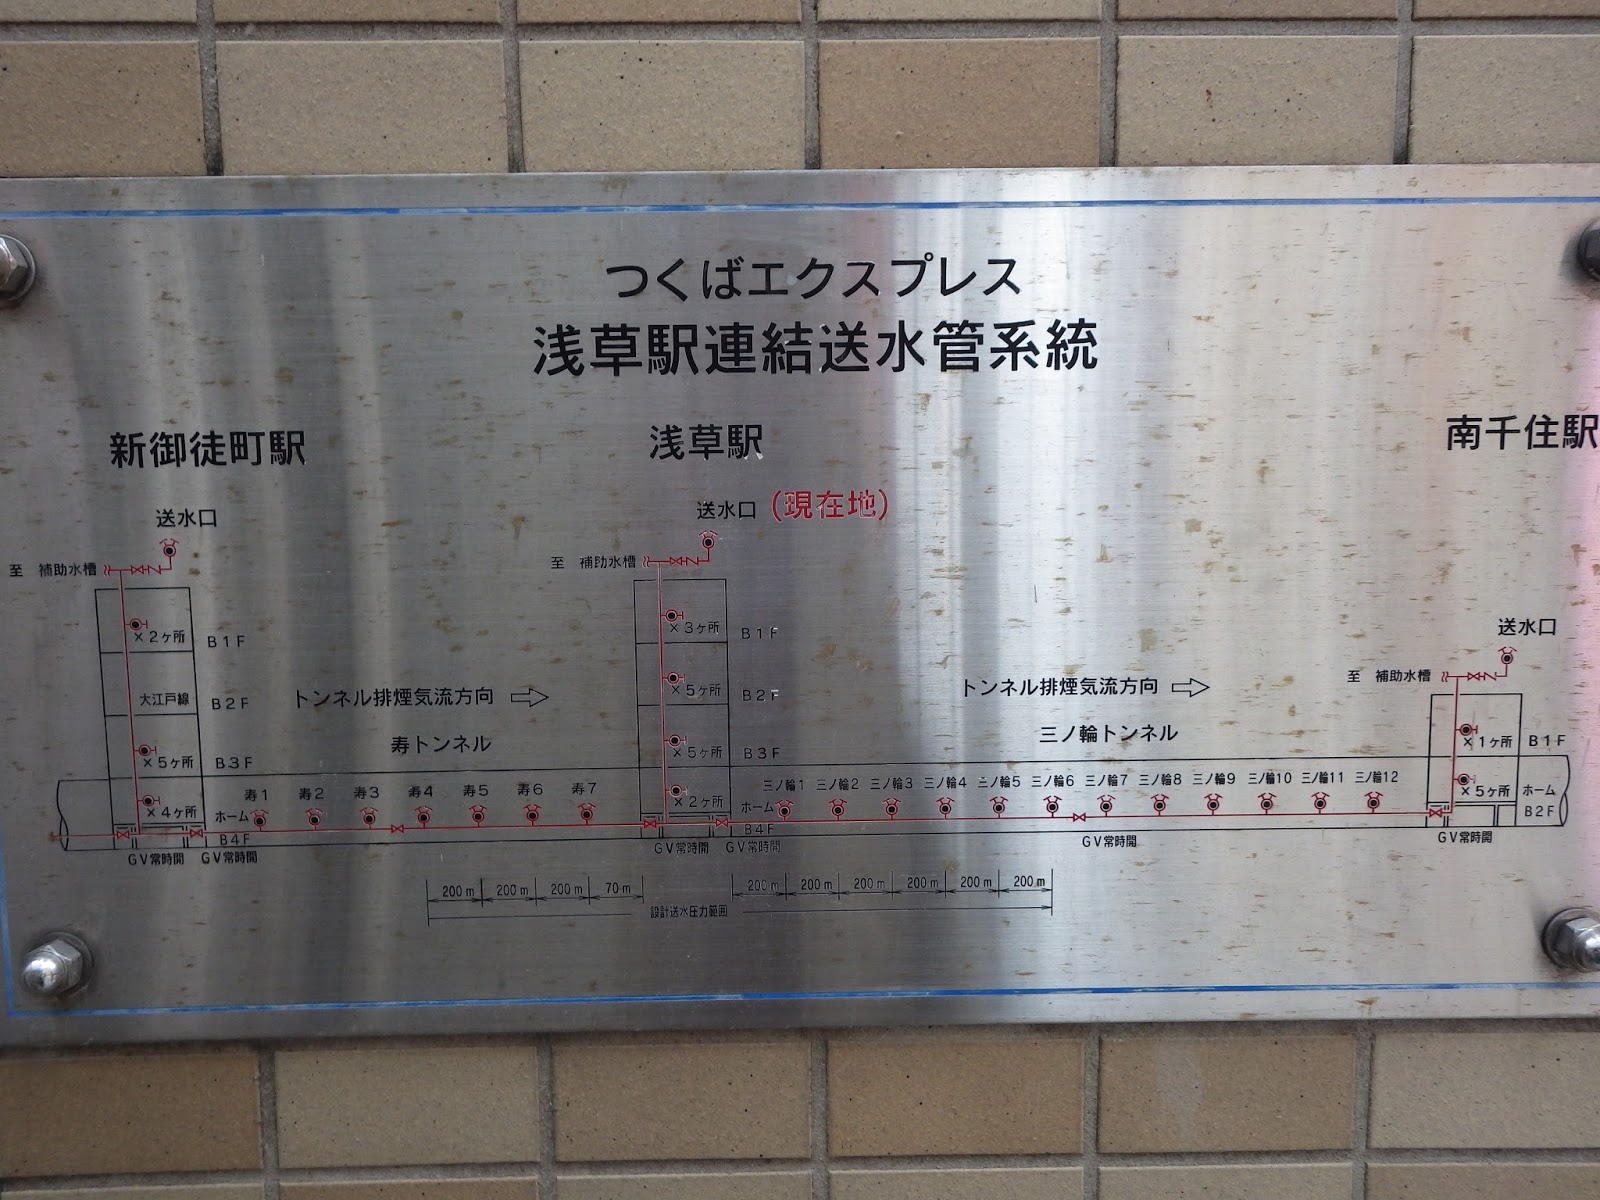 つくばエクスプレス
浅草駅連結送水管系統
新御徒町駅
浅草駅
南千住駅
送水口
送水口 (現在地)
送水口
至 補助水槽
至 補助水槽
至 補助水槽
×2ヶ所 B1F
大江戸線 B2F
×5ヶ所 B3F
×4ヶ所 ホーム
B4F
GV常時開 GV常時開
トンネル排煙気流方向
寿トンネル
寿1 寿2 寿3 寿4 寿5 寿6 寿7
×3ヶ所 B1F
×5ヶ所 B2F
×5ヶ所 B3F
×2ヶ所 ホーム
B4F
GV常時開 GV常時開
トンネル排煙気流方向
三ノ輪トンネル
三ノ輪1 三ノ輪2 三ノ輪3 三ノ輪4 三ノ輪5 三ノ輪6 三ノ輪7 三ノ輪8 三ノ輪9 三ノ輪10 三ノ輪11 三ノ輪12
GV常時開
×1ヶ所 B1F
×5ヶ所 ホーム
B2F
GV常時開
200m 200m 200m 70m 200m 200m 200m 200m 200m 200m
設計送水圧力範囲